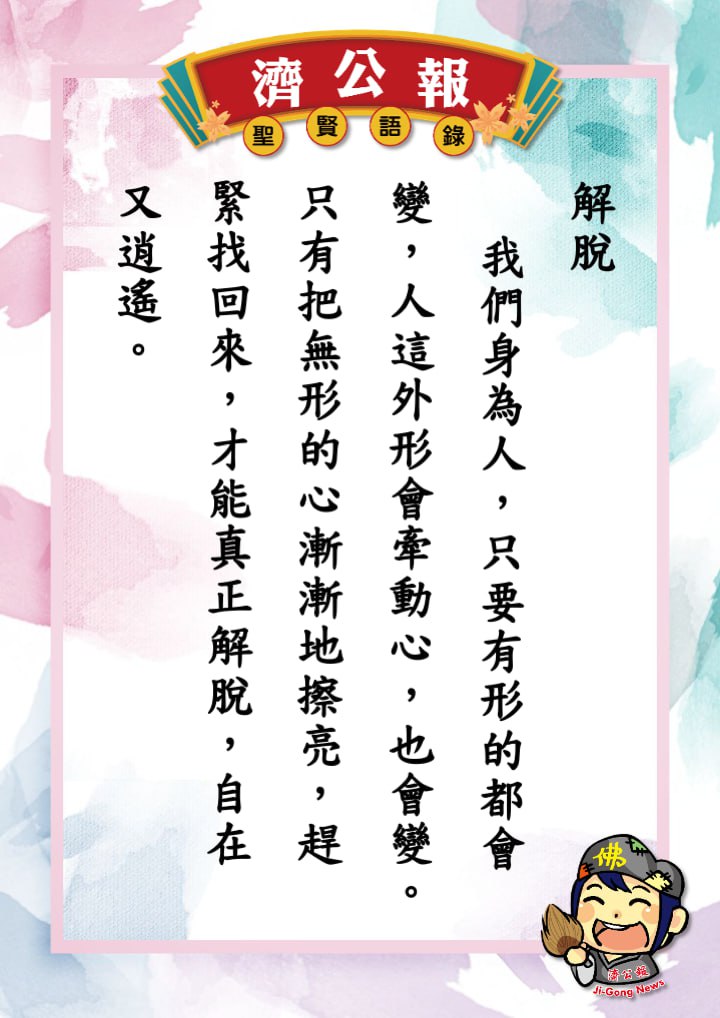 濟公報
聖賢語錄
解脫
我們身為人，只要有形的都會
變，人這外形會牽動心，也會變。
只有把無形的心漸漸地擦亮，趕
緊找回來，才能真正解脫，自在
又逍遙。
佛
濟公報
Ji-Gong News